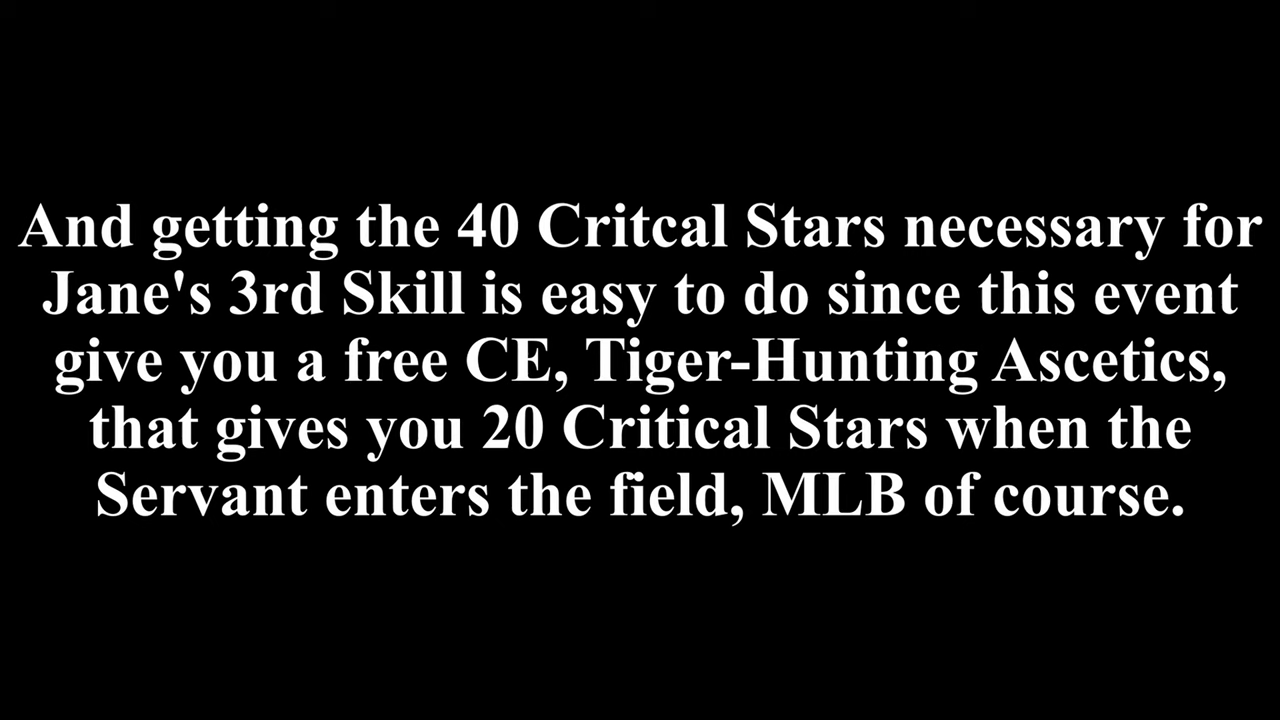 And getting the 40 Critcal Stars necessary for
Jane's 3rd Skill is easy to do since this event
give you a free CE, Tiger-Hunting Ascetics,
that gives you 20 Critical Stars when the
Servant enters the field, MLB of course.